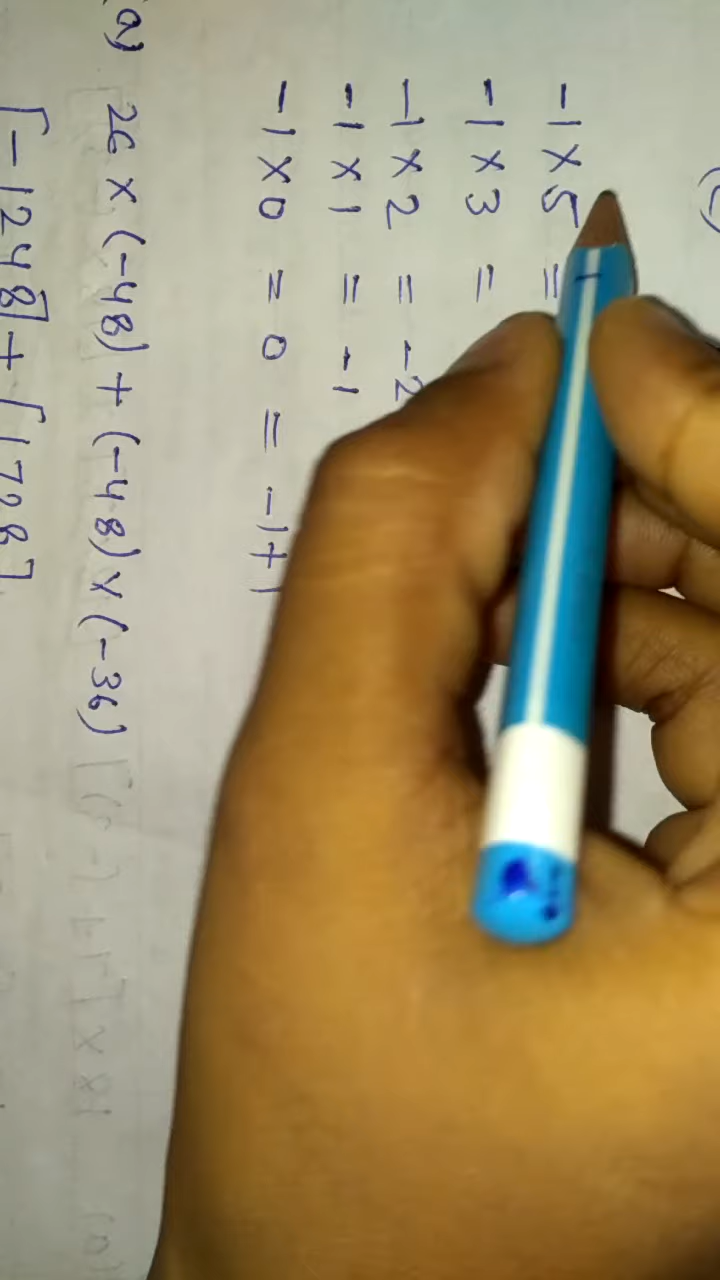 (c)
-1 × 5 =
-1 × 3 =
-1 × 2 = -2
-1 × 1 = -1
-1 × 0 = 0 = -1+1
(a) 26 × (-48) + (-48) × (-36)
[-1248] + [1728]